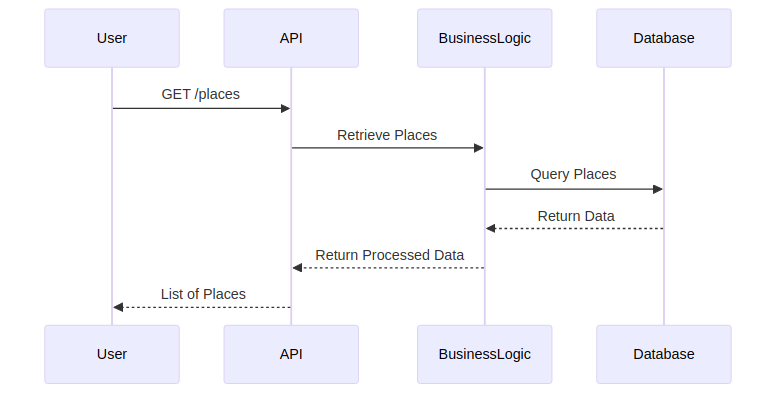 User
API
BusinessLogic
Database
GET /places
Retrieve Places
Query Places
Return Data
Return Processed Data
List of Places
User
API
BusinessLogic
Database